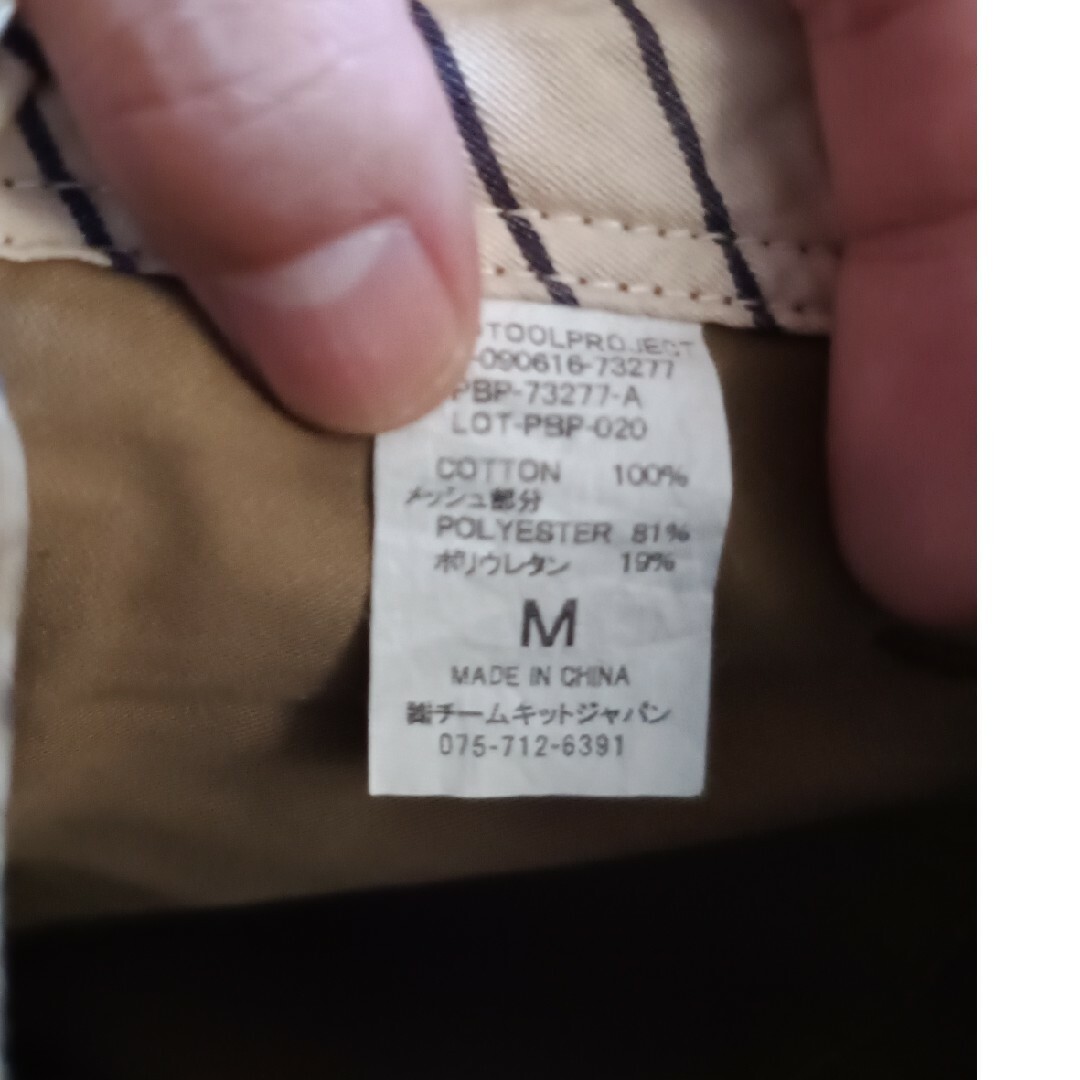 TOOLPROJECT
-090616-73277
PBP-73277-A
LOT-PBP-020
COTTON 100%
メッシュ部分
POLYESTER 81%
ポリウレタン 19%
M
MADE IN CHINA
㈱チームキットジャパン
075-712-6391